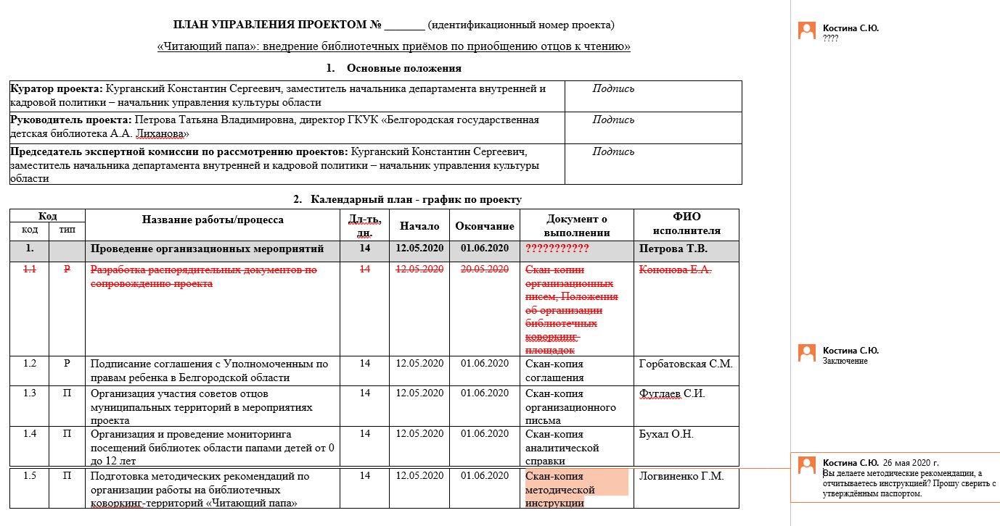 ПЛАН УПРАВЛЕНИЯ ПРОЕКТОМ № _______ (идентификационный номер проекта)
«Читающий папа»: внедрение библиотечных приёмов по приобщению отцов к чтению»
1. Основные положения
Куратор проекта: Курганский Константин Сергеевич, заместитель начальника департамента внутренней и
кадровой политики – начальник управления культуры области
Подпись
Руководитель проекта: Петрова Татьяна Владимировна, директор ГКУК «Белгородская государственная
детская библиотека А.А. Лиханова»
Подпись
Председатель экспертной комиссии по рассмотрению проектов: Курганский Константин Сергеевич,
заместитель начальника департамента внутренней и кадровой политики – начальник управления культуры
области
Подпись
2. Календарный план - график по проекту
Код
код
тип
Название работы/процесса
Дл-ть,
дн.
Начало
Окончание
Документ о
выполнении
ФИО
исполнителя
1.
Проведение организационных мероприятий
14
12.05.2020
01.06.2020
???????????
Петрова Т.В.
1.1
Р
Разработка распорядительных документов по
сопровождению проекта
14
12.05.2020
20.05.2020
Скан-копии
организационных
писем, Положения
об организации
библиотечных
коворкинг-
площадок
Кононова Е.А.
1.2
Р
Подписание соглашения с Уполномоченным по
правам ребенка в Белгородской области
14
12.05.2020
01.06.2020
Скан-копия
соглашения
Горбатовская С.М.
1.3
П
Организация участия советов отцов
муниципальных территорий в мероприятиях
проекта
14
12.05.2020
01.06.2020
Скан-копия
организационного
письма
Фуглаев С.И.
1.4
П
Организация и проведение мониторинга
посещений библиотек области папами детей от 0
до 12 лет
14
12.05.2020
01.06.2020
Скан-копия
аналитической
справки
Бухал О.Н.
1.5
П
Подготовка методических рекомендаций по
организации работы на библиотечных
коворкинг-территорий «Читающий папа»
14
12.05.2020
01.06.2020
Скан-копия
методической
инструкции
Логвиненко Г.М.
Костина С.Ю.
????
Костина С.Ю.
Заключение
Костина С.Ю. 26 мая 2020 г.
Вы делаете методические рекомендации, а
отчитываетесь инструкцией? Прошу сверить с
утверждённым паспортом.